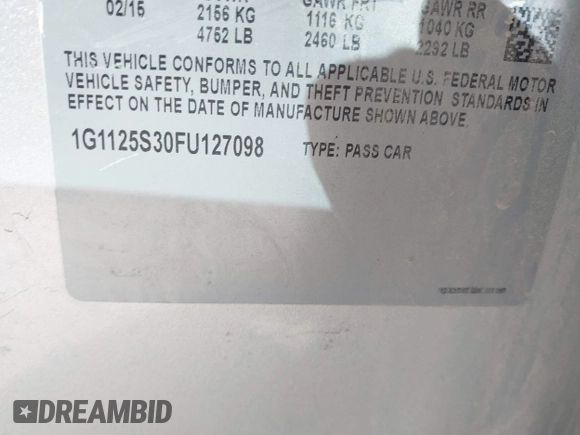 02/15
2156 KG
1116 KG
1040 KG
4752 LB
2460 LB
2292 LB
THIS VEHICLE CONFORMS TO ALL APPLICABLE U.S. FEDERAL MOTOR
VEHICLE SAFETY, BUMPER, AND THEFT PREVENTION STANDARDS IN
EFFECT ON THE DATE OF MANUFACTURE SHOWN ABOVE.
1G1125S30FU127098 TYPE: PASS CAR
DREAMBID